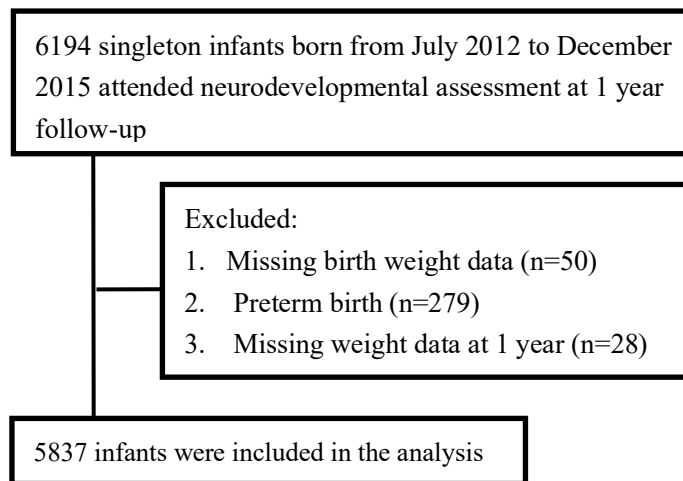 6194 singleton infants born from July 2012 to December
2015 attended neurodevelopmental assessment at 1 year
follow-up
Excluded:
1. Missing birth weight data (n=50)
2. Preterm birth (n=279)
3. Missing weight data at 1 year (n=28)
5837 infants were included in the analysis